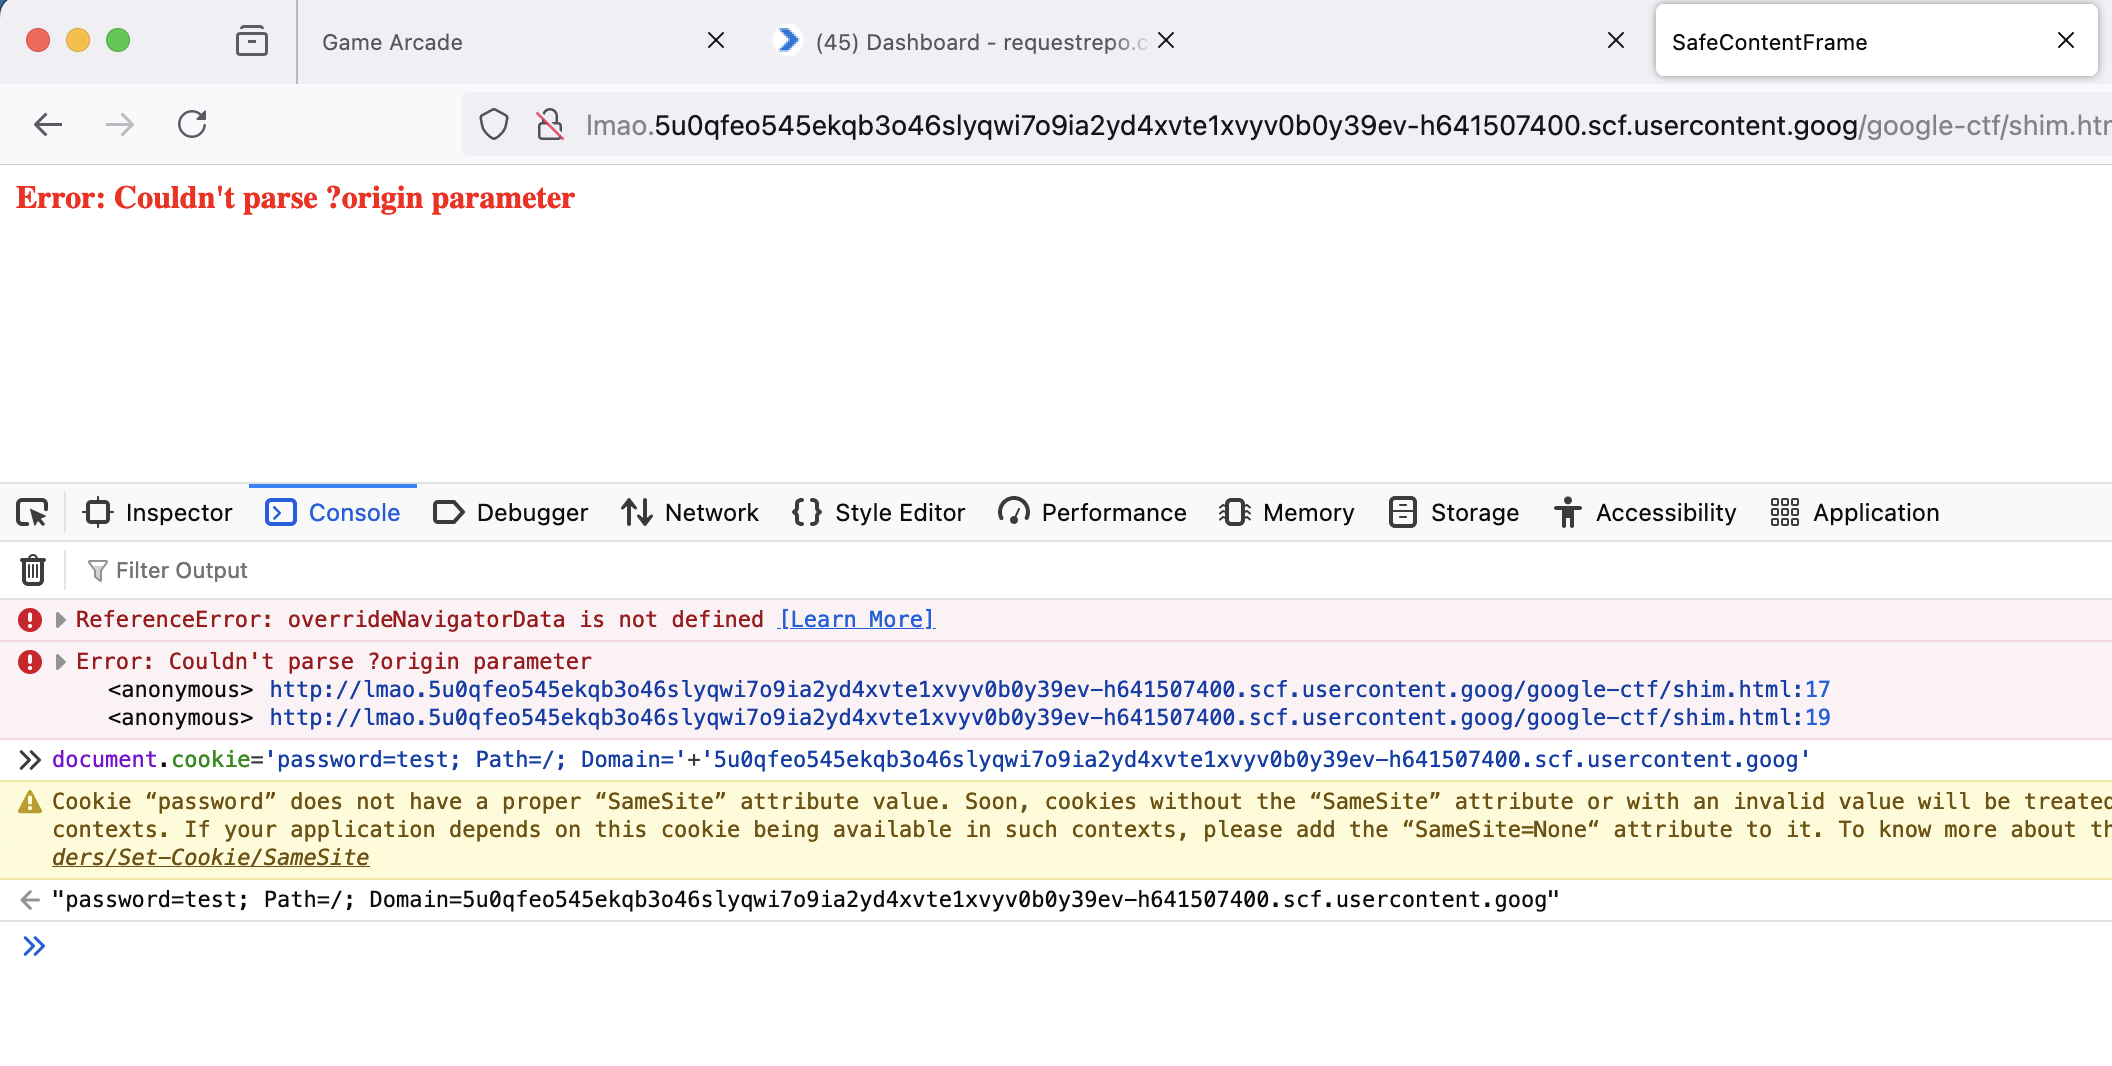 Game Arcade
(45) Dashboard - requestrepo.c
SafeContentFrame
lmao.5u0qfeo545ekqb3o46slyqwi7o9ia2yd4xvte1xvyv0b0y39ev-h641507400.scf.usercontent.goog/google-ctf/shim.htm
Error: Couldn't parse ?origin parameter
Inspector
Console
Debugger
Network
Style Editor
Performance
Memory
Storage
Accessibility
Application
Filter Output
ReferenceError: overrideNavigatorData is not defined [Learn More]
Error: Couldn't parse ?origin parameter
<anonymous> http://lmao.5u0qfeo545ekqb3o46slyqwi7o9ia2yd4xvte1xvyv0b0y39ev-h641507400.scf.usercontent.goog/google-ctf/shim.html:17
<anonymous> http://lmao.5u0qfeo545ekqb3o46slyqwi7o9ia2yd4xvte1xvyv0b0y39ev-h641507400.scf.usercontent.goog/google-ctf/shim.html:19
document.cookie='password=test; Path=/; Domain='+'5u0qfeo545ekqb3o46slyqwi7o9ia2yd4xvte1xvyv0b0y39ev-h641507400.scf.usercontent.goog'
Cookie “password” does not have a proper “SameSite” attribute value. Soon, cookies without the “SameSite” attribute or with an invalid value will be treated
contexts. If your application depends on this cookie being available in such contexts, please add the “SameSite=None“ attribute to it. To know more about th
ders/Set-Cookie/SameSite
"password=test; Path=/; Domain=5u0qfeo545ekqb3o46slyqwi7o9ia2yd4xvte1xvyv0b0y39ev-h641507400.scf.usercontent.goog"